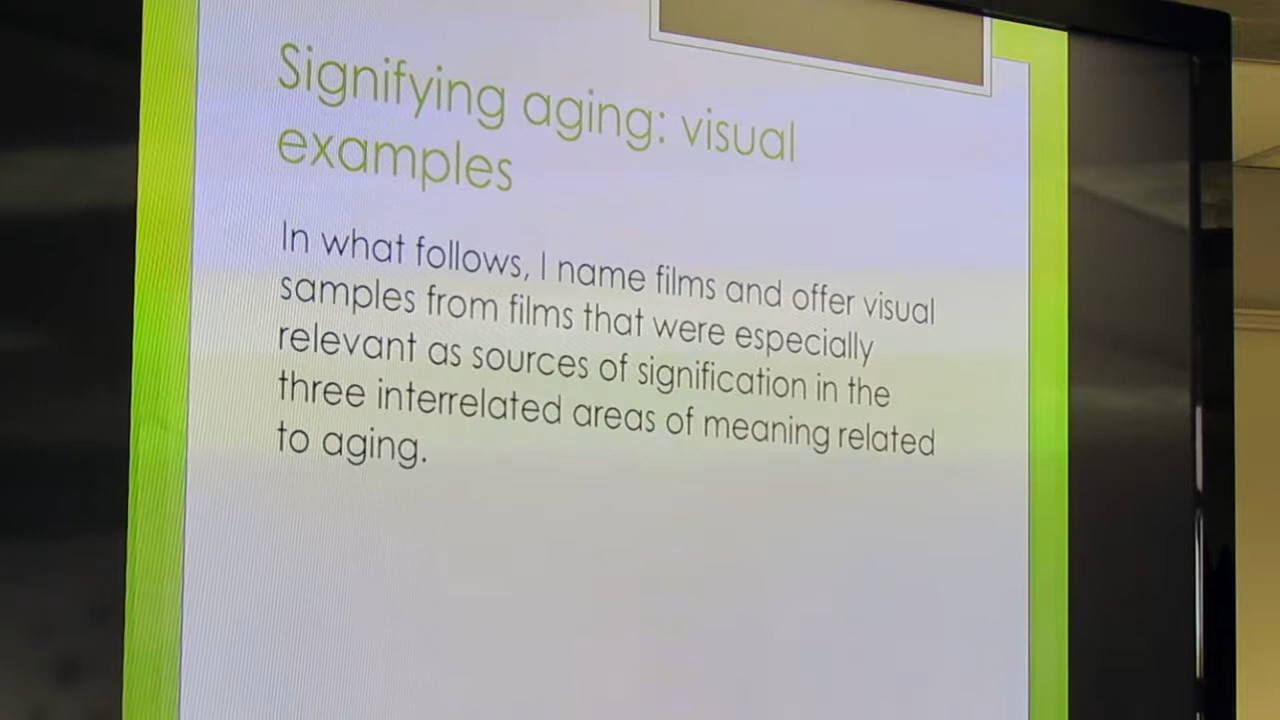 Signifying aging: visual
examples
In what follows, I name films and offer visual
samples from films that were especially
relevant as sources of signification in the
three interrelated areas of meaning related
to aging.